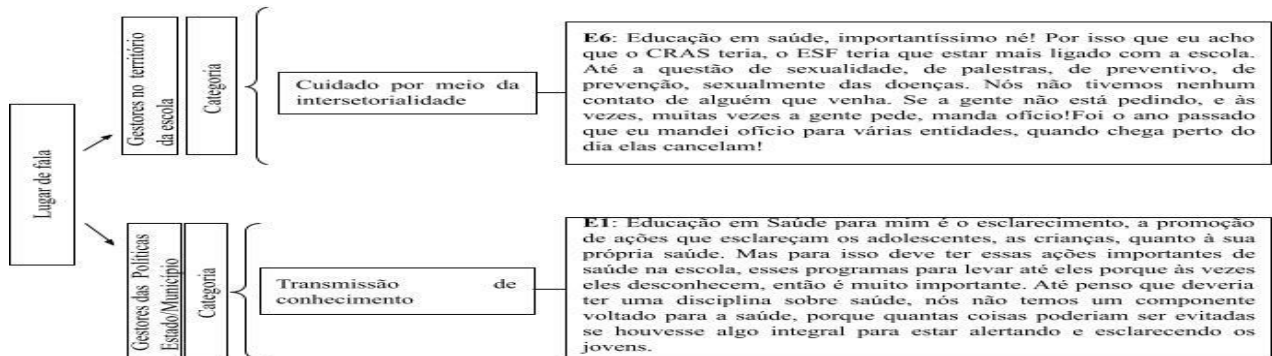 Lugar de fala
Gestores no território
da escola
Categoria
Cuidado por meio da
intersetorialidade
E6: Educação em saúde, importantíssimo né! Por isso que eu acho
que o CRAS teria, o ESF teria que estar mais ligado com a escola.
Até a questão de sexualidade, de palestras, de preventivo, de
prevenção, sexualmente das doenças. Nós não tivemos nenhum
contato de alguém que venha. Se a gente não está pedindo, e às
vezes, muitas vezes a gente pede, manda ofício!Foi o ano passado
que eu mandei ofício para várias entidades, quando chega perto do
dia elas cancelam!
Gestores das Políticas
Estado/Município
Categoria
Transmissão de
conhecimento
E1: Educação em Saúde para mim é o esclarecimento, a promoção
de ações que esclareçam os adolescentes, as crianças, quanto à sua
própria saúde. Mas para isso deve ter essas ações importantes de
saúde na escola, esses programas para levar até eles porque às vezes
eles desconhecem, então é muito importante. Até penso que deveria
ter uma disciplina sobre saúde, nós não temos um componente
voltado para a saúde, porque quantas coisas poderiam ser evitadas
se houvesse algo integral para estar alertando e esclarecendo os
jovens.